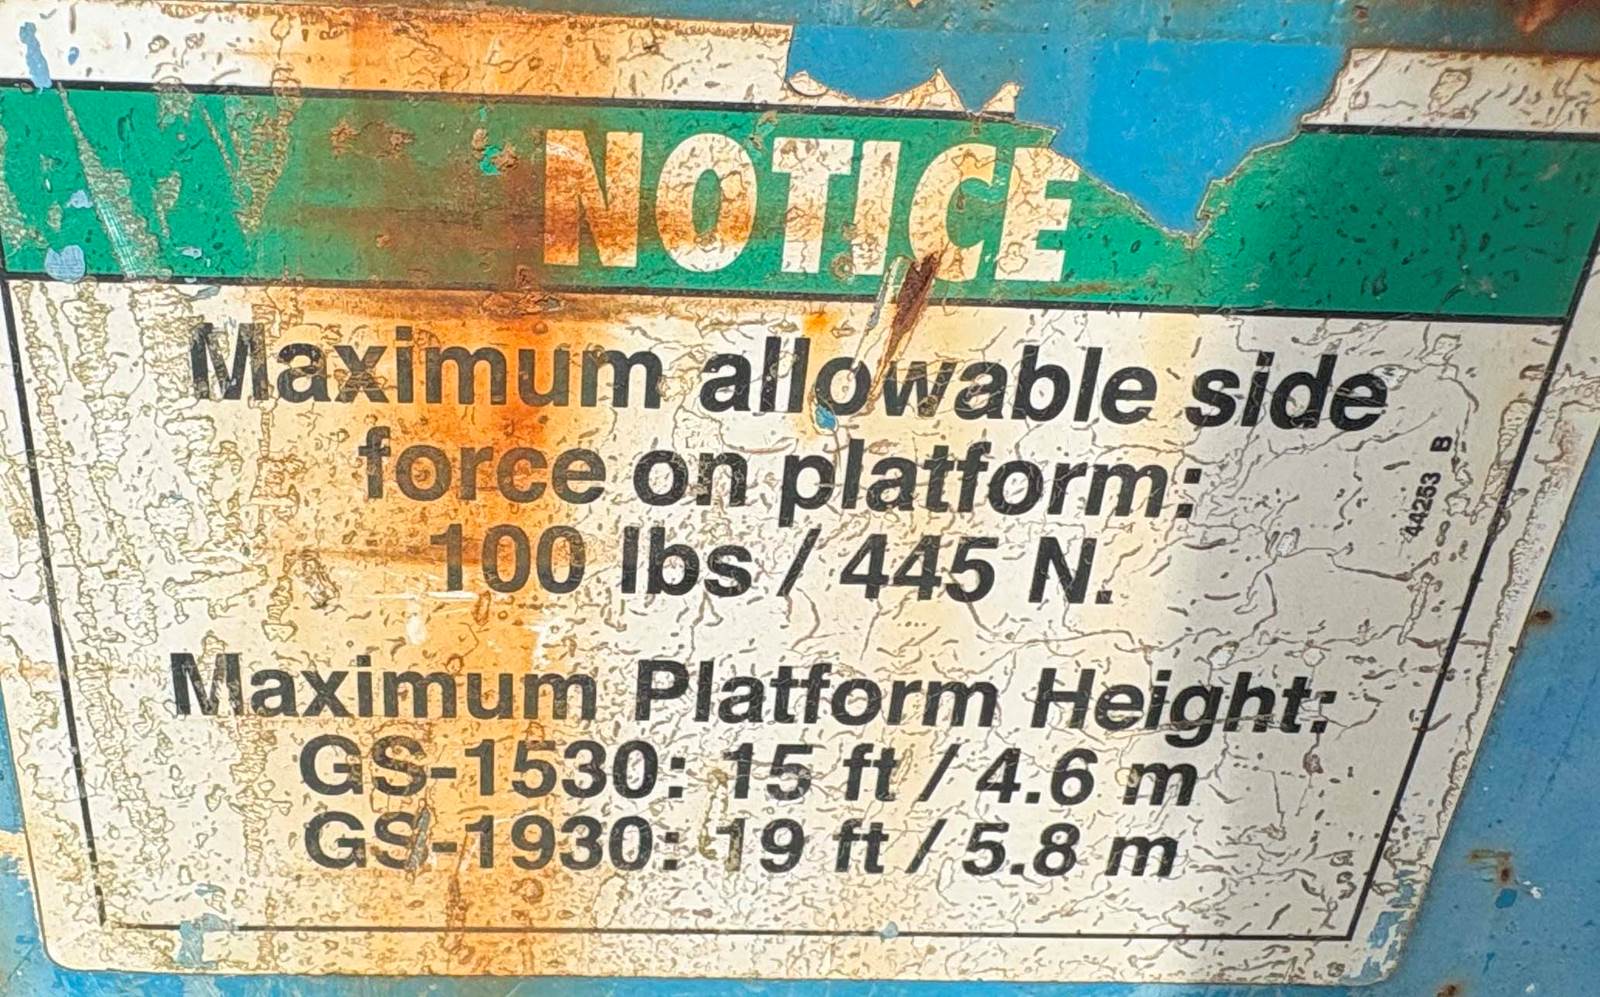 NOTICE
Maximum allowable side
force on platform:
100 lbs / 445 N.
44253 B
Maximum Platform Height:
GS-1530: 15 ft / 4.6 m
GS-1930: 19 ft / 5.8 m